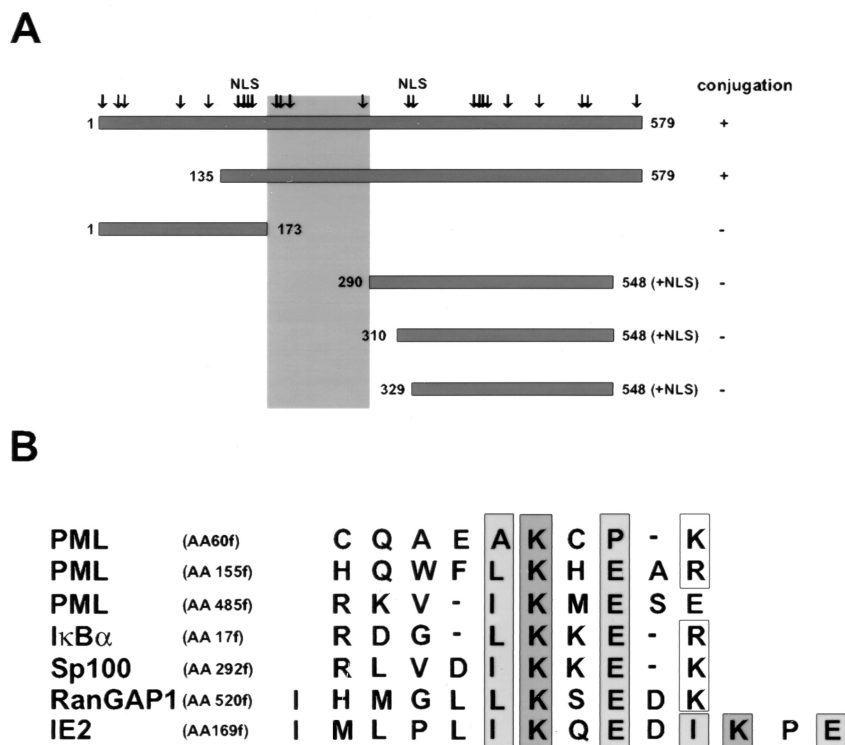 A
NLS NLS conjugation
1 579 +
135 579 +
1 173 -
290 548 (+NLS) -
310 548 (+NLS) -
329 548 (+NLS) -
B
PML (AA60f) C Q A E A K C P - K
PML (AA 155f) H Q W F L K H E A R
PML (AA 485f) R K V - I K M E S E
IκBα (AA 17f) R D G - L K K E - R
Sp100 (AA 292f) R L V D I K K E - K
RanGAP1 (AA 520f) I H M G L L K S E D K
IE2 (AA169f) I M L P L I K Q E D I K P E